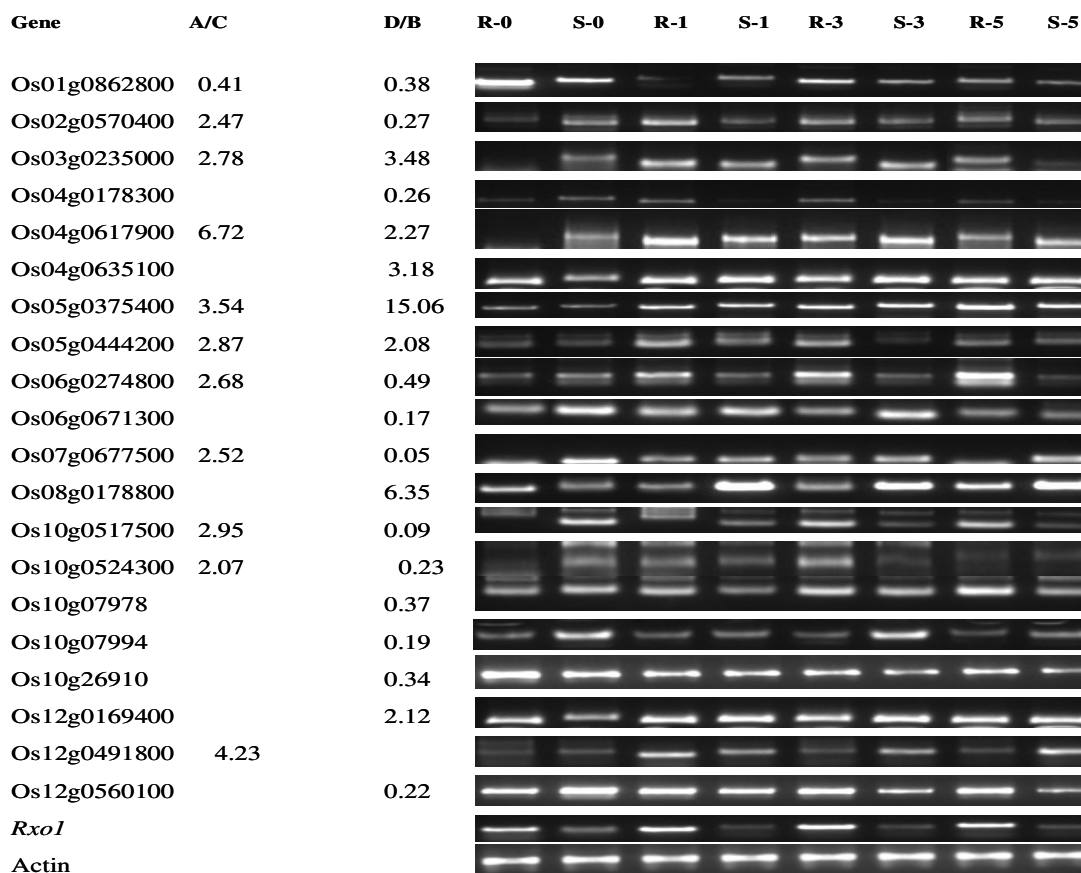 Gene A/C D/B R-0 S-0 R-1 S-1 R-3 S-3 R-5 S-5
Os01g0862800 0.41 0.38
Os02g0570400 2.47 0.27
Os03g0235000 2.78 3.48
Os04g0178300 0.26
Os04g0617900 6.72 2.27
Os04g0635100 3.18
Os05g0375400 3.54 15.06
Os05g0444200 2.87 2.08
Os06g0274800 2.68 0.49
Os06g0671300 0.17
Os07g0677500 2.52 0.05
Os08g0178800 6.35
Os10g0517500 2.95 0.09
Os10g0524300 2.07 0.23
Os10g07978 0.37
Os10g07994 0.19
Os10g26910 0.34
Os12g0169400 2.12
Os12g0491800 4.23
Os12g0560100 0.22
Rxo1
Actin